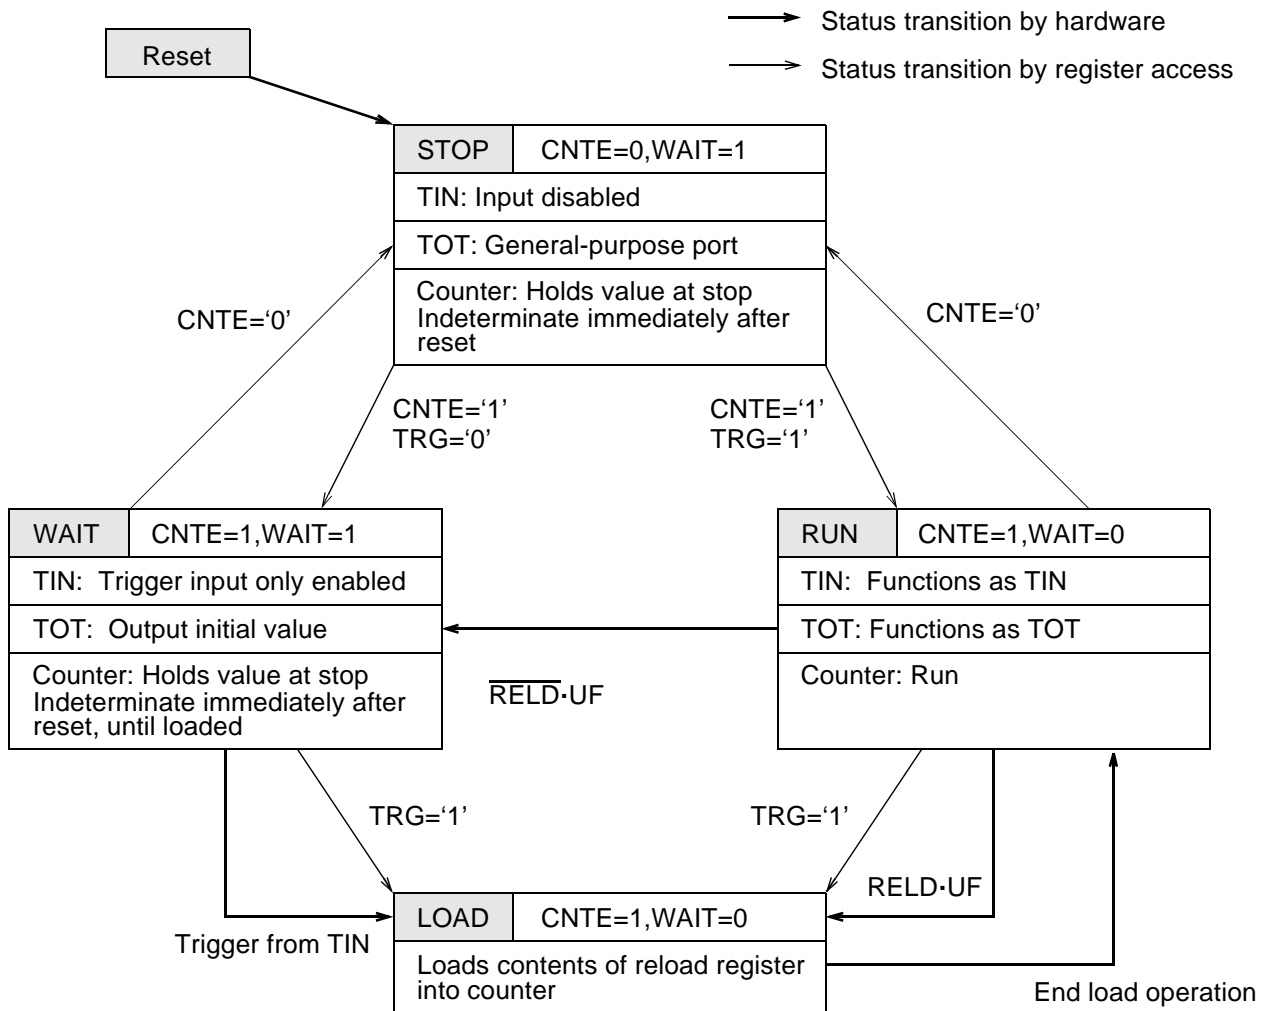 Status transition by hardware
Reset
Status transition by register access
STOP
CNTE=0,WAIT=1
TIN: Input disabled
TOT: General-purpose port
Counter: Holds value at stop
Indeterminate immediately after
reset
CNTE=‘0’
CNTE=‘0’
CNTE=‘1’
TRG=‘0’
CNTE=‘1’
TRG=‘1’
WAIT
CNTE=1,WAIT=1
TIN: Trigger input only enabled
TOT: Output initial value
Counter: Holds value at stop
Indeterminate immediately after
reset, until loaded
RUN
CNTE=1,WAIT=0
TIN: Functions as TIN
TOT: Functions as TOT
Counter: Run
R̅E̅L̅D̅·UF
TRG=‘1’
TRG=‘1’
RELD·UF
Trigger from TIN
LOAD
CNTE=1,WAIT=0
Loads contents of reload register
into counter
End load operation